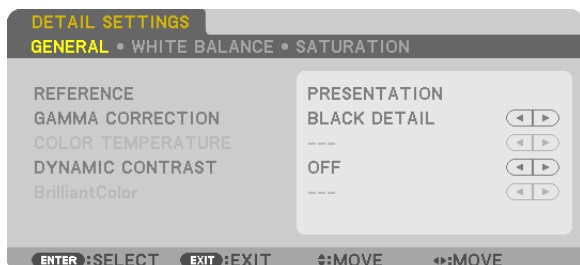 DETAIL SETTINGS
GENERAL • WHITE BALANCE • SATURATION
REFERENCE PRESENTATION
GAMMA CORRECTION BLACK DETAIL
COLOR TEMPERATURE ---
DYNAMIC CONTRAST OFF
BrilliantColor ---
ENTER :SELECT EXIT :EXIT :MOVE :MOVE